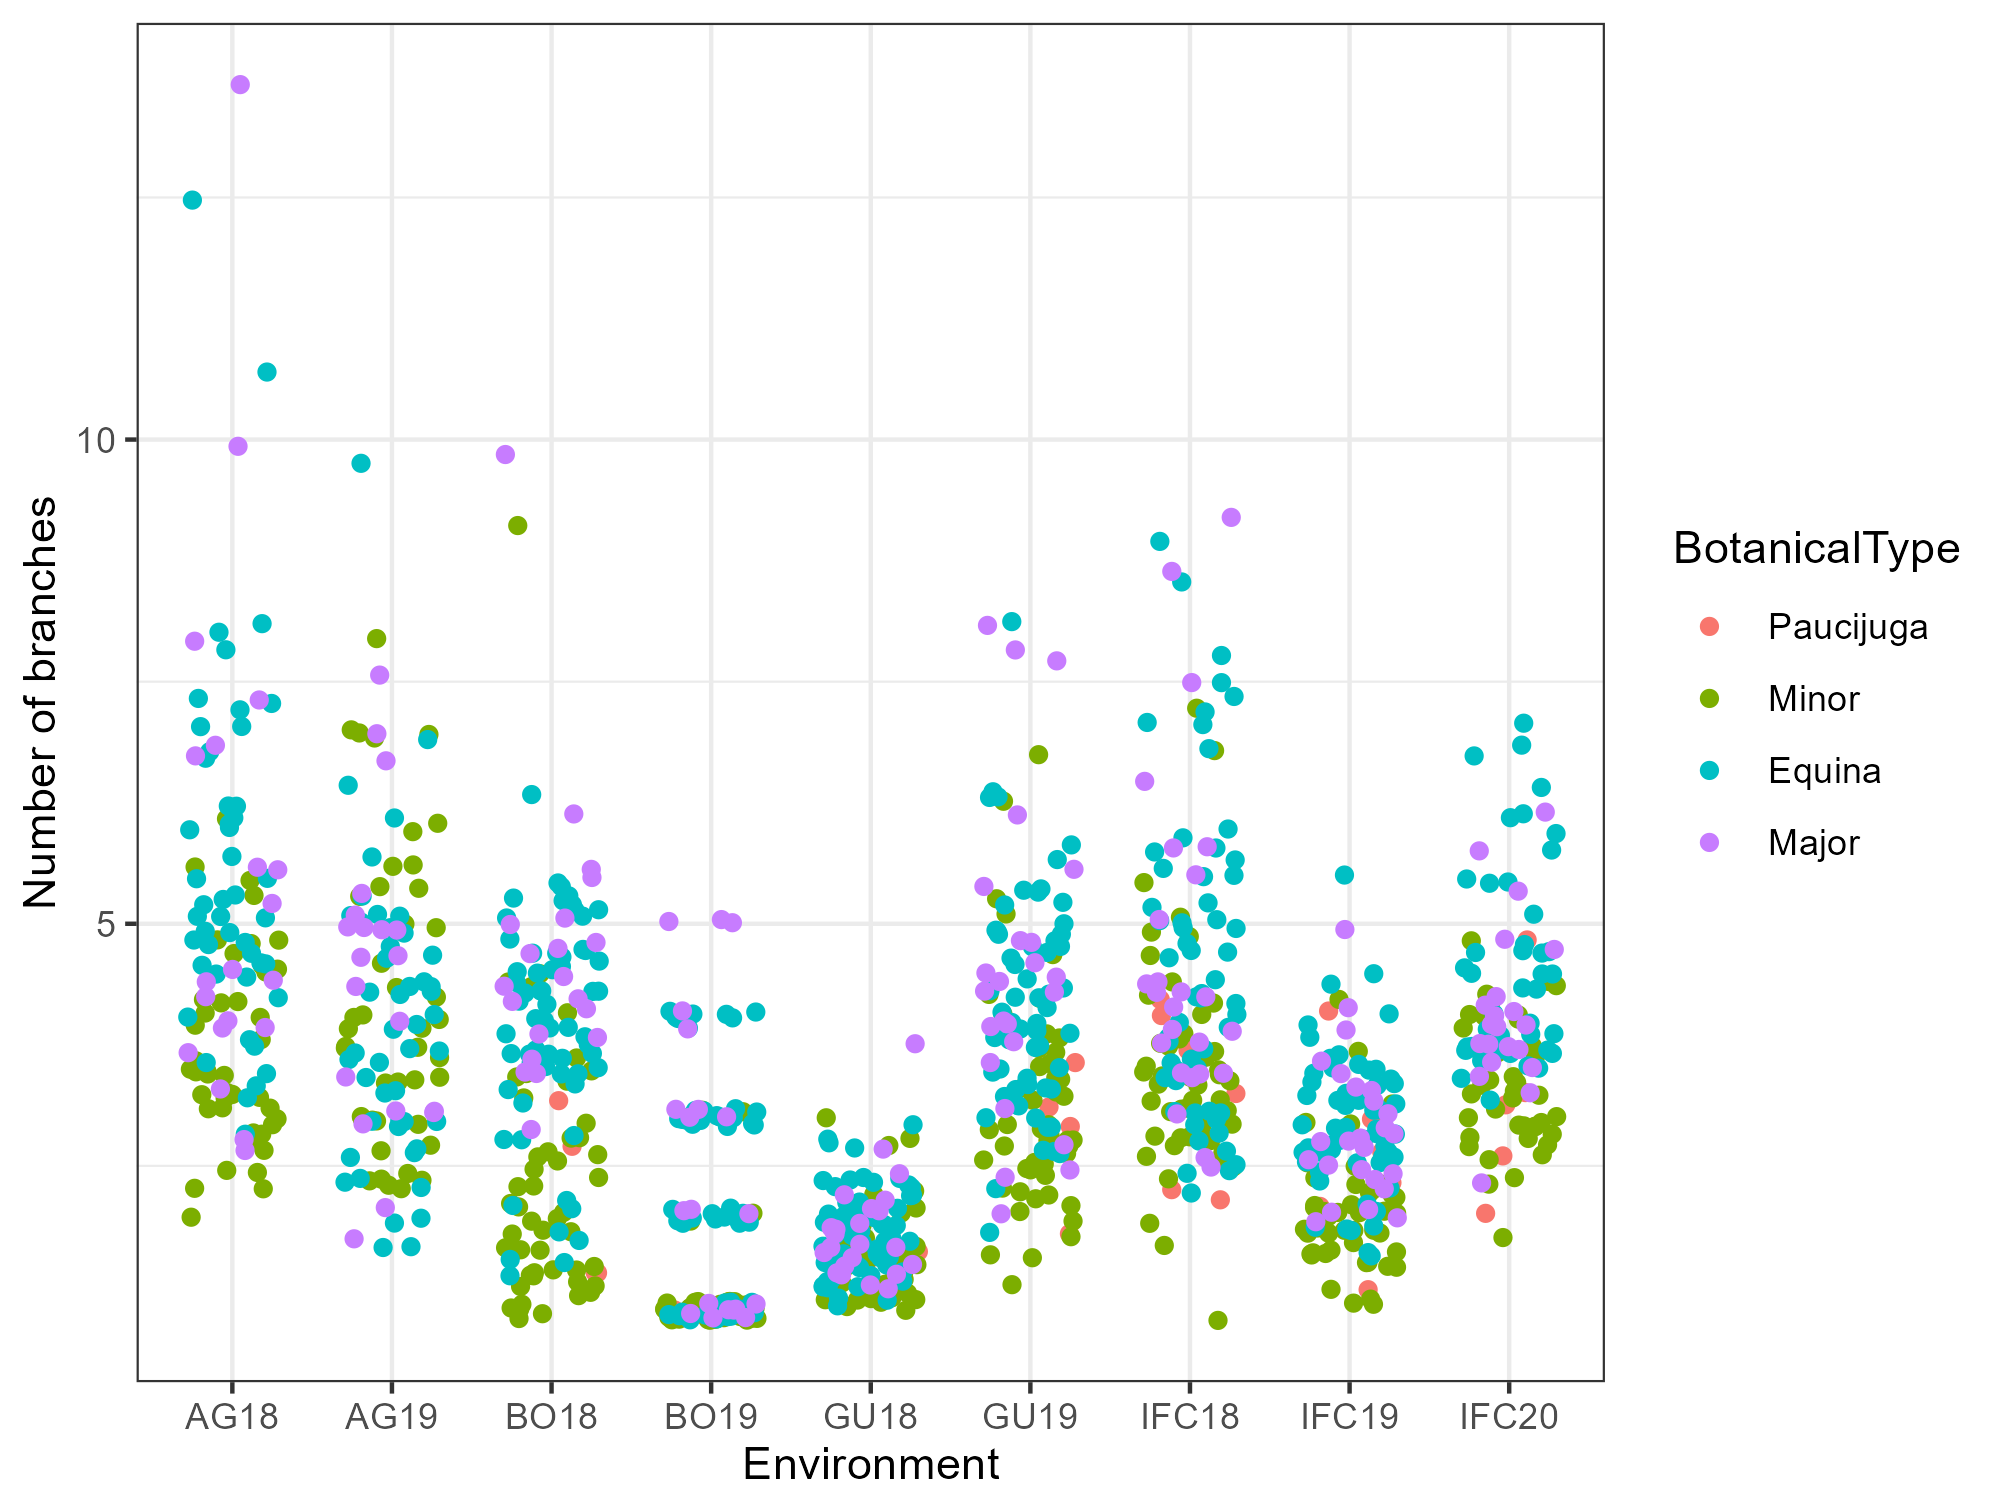 Number of branches
10
5
AG18 AG19 BO18 BO19 GU18 GU19 IFC18 IFC19 IFC20
Environment
BotanicalType
Paucijuga
Minor
Equina
Major